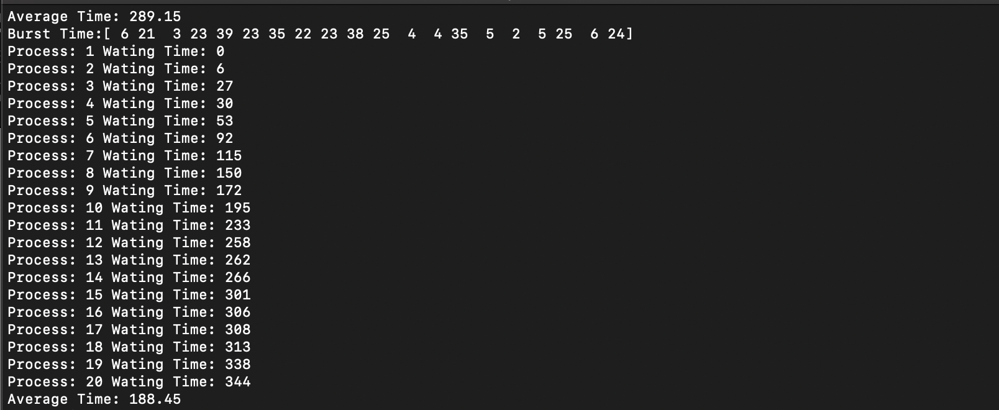 Average Time: 289.15
Burst Time:[ 6 21  3 23 39 23 35 22 23 38 25  4  4 35  5  2  5 25  6 24]
Process: 1 Wating Time: 0
Process: 2 Wating Time: 6
Process: 3 Wating Time: 27
Process: 4 Wating Time: 30
Process: 5 Wating Time: 53
Process: 6 Wating Time: 92
Process: 7 Wating Time: 115
Process: 8 Wating Time: 150
Process: 9 Wating Time: 172
Process: 10 Wating Time: 195
Process: 11 Wating Time: 233
Process: 12 Wating Time: 258
Process: 13 Wating Time: 262
Process: 14 Wating Time: 266
Process: 15 Wating Time: 301
Process: 16 Wating Time: 306
Process: 17 Wating Time: 308
Process: 18 Wating Time: 313
Process: 19 Wating Time: 338
Process: 20 Wating Time: 344
Average Time: 188.45